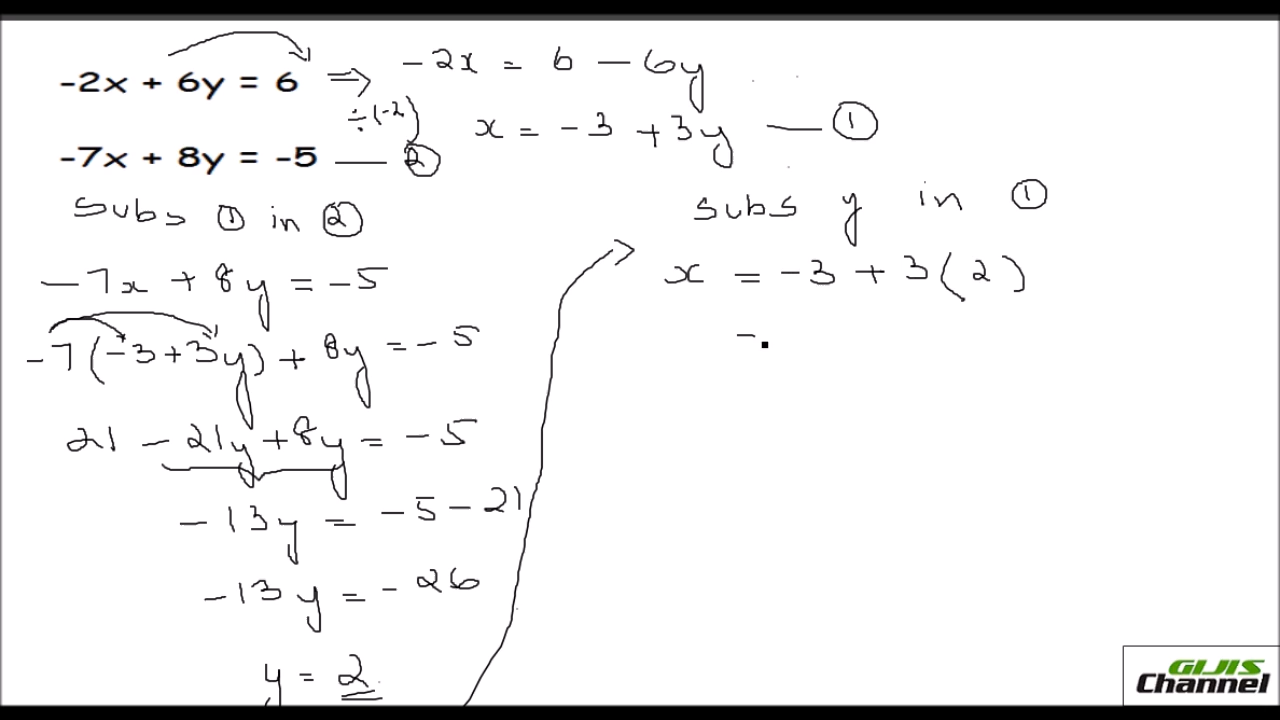 -2x + 6y = 6 ⇒ -2x = 6 - 6y
÷(-2) x = -3 + 3y — ①
-7x + 8y = -5 — ②
subs ① in ②
-7x + 8y = -5
-7(-3+3y) + 8y = -5
21 - 21y + 8y = -5
-13y = -5 - 21
-13y = -26
y = 2
subs y in ①
x = -3 + 3(2)
GIJIS
Channel